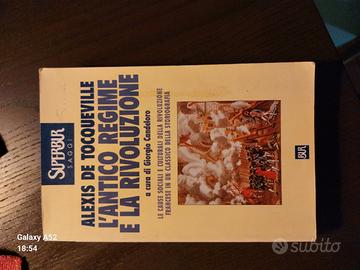 SUPERBUR
SAGGI
ALEXIS DE TOCQUEVILLE
L'ANTICO REGIME
E LA RIVOLUZIONE
a cura di Giorgio Candeloro
LE CAUSE SOCIALI E CULTURALI DELLA RIVOLUZIONE
FRANCESE IN UN CLASSICO DELLA STORIOGRAFIA
BUR
Galaxy A52
18:54
subito